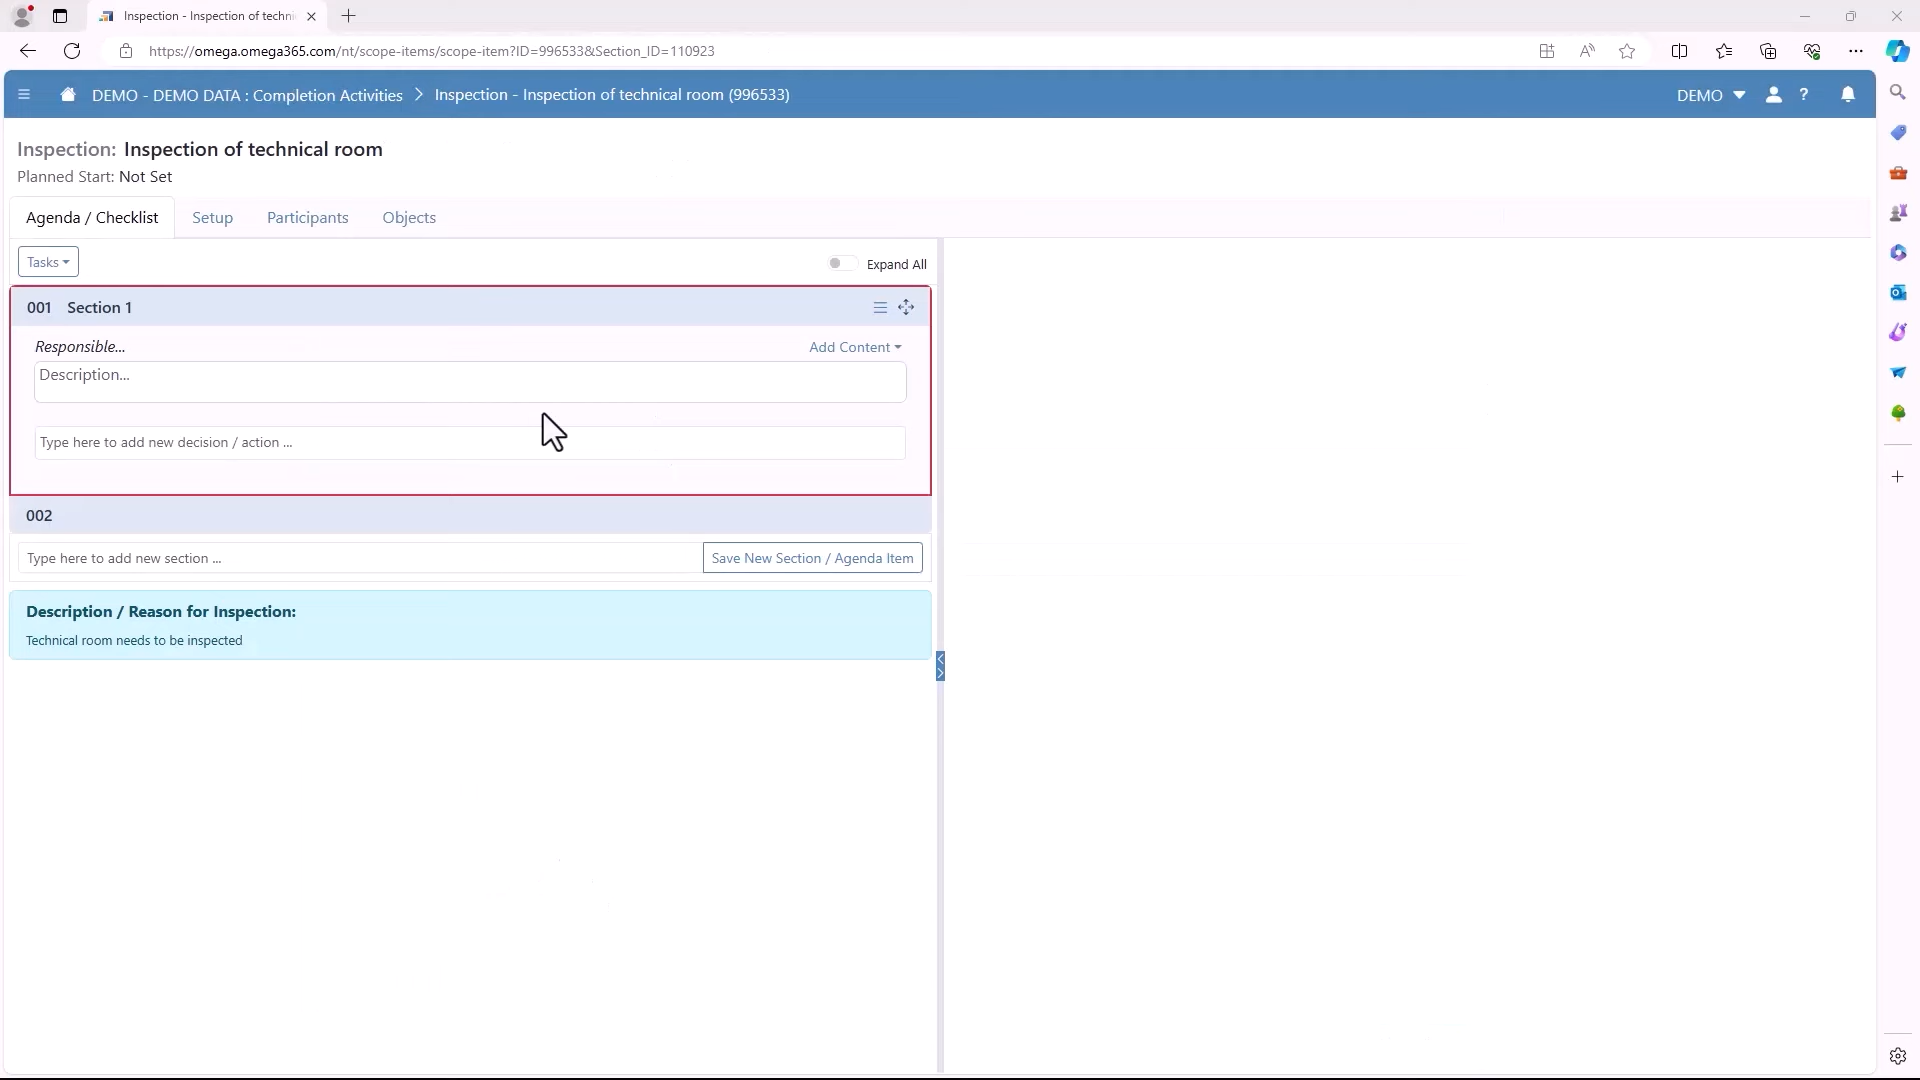 Inspection - Inspection of techni
https://omega.omega365.com/nt/scope-items/scope-item?ID=996533&Section_ID=110923
DEMO - DEMO DATA : Completion Activities > Inspection - Inspection of technical room (996533)
DEMO
?
Inspection: Inspection of technical room
Planned Start: Not Set
Agenda / Checklist
Setup
Participants
Objects
Tasks
Expand All
001 Section 1
Responsible...
Add Content
Description...
Type here to add new decision / action ...
002
Type here to add new section ...
Save New Section / Agenda Item
Description / Reason for Inspection:
Technical room needs to be inspected